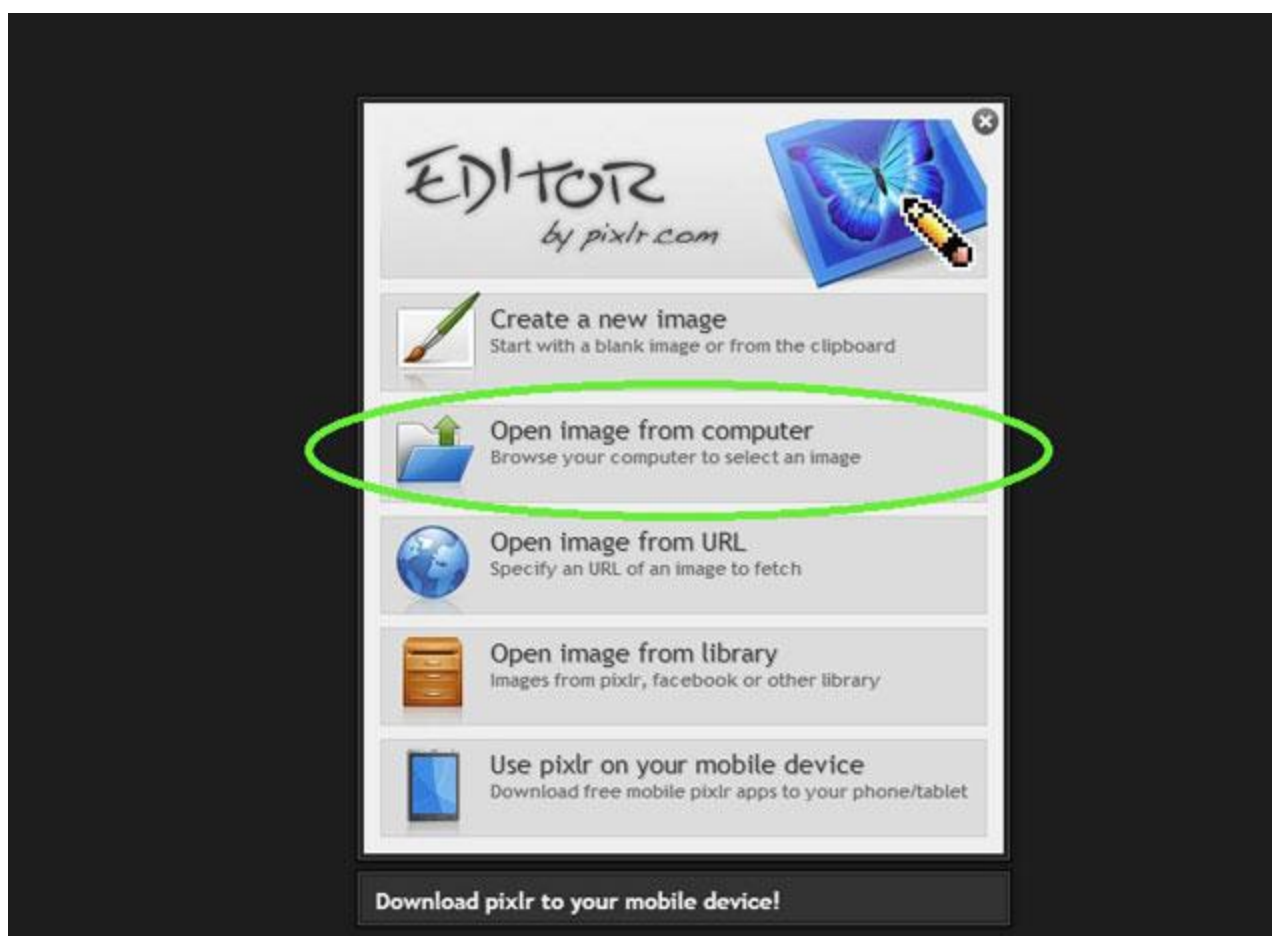 EDITOR
by pixlr.com
Create a new image
Start with a blank image or from the clipboard
Open image from computer
Browse your computer to select an image
Open image from URL
Specify an URL of an image to fetch
Open image from library
Images from pixlr, facebook or other library
Use pixlr on your mobile device
Download free mobile pixlr apps to your phone/tablet
Download pixlr to your mobile device!